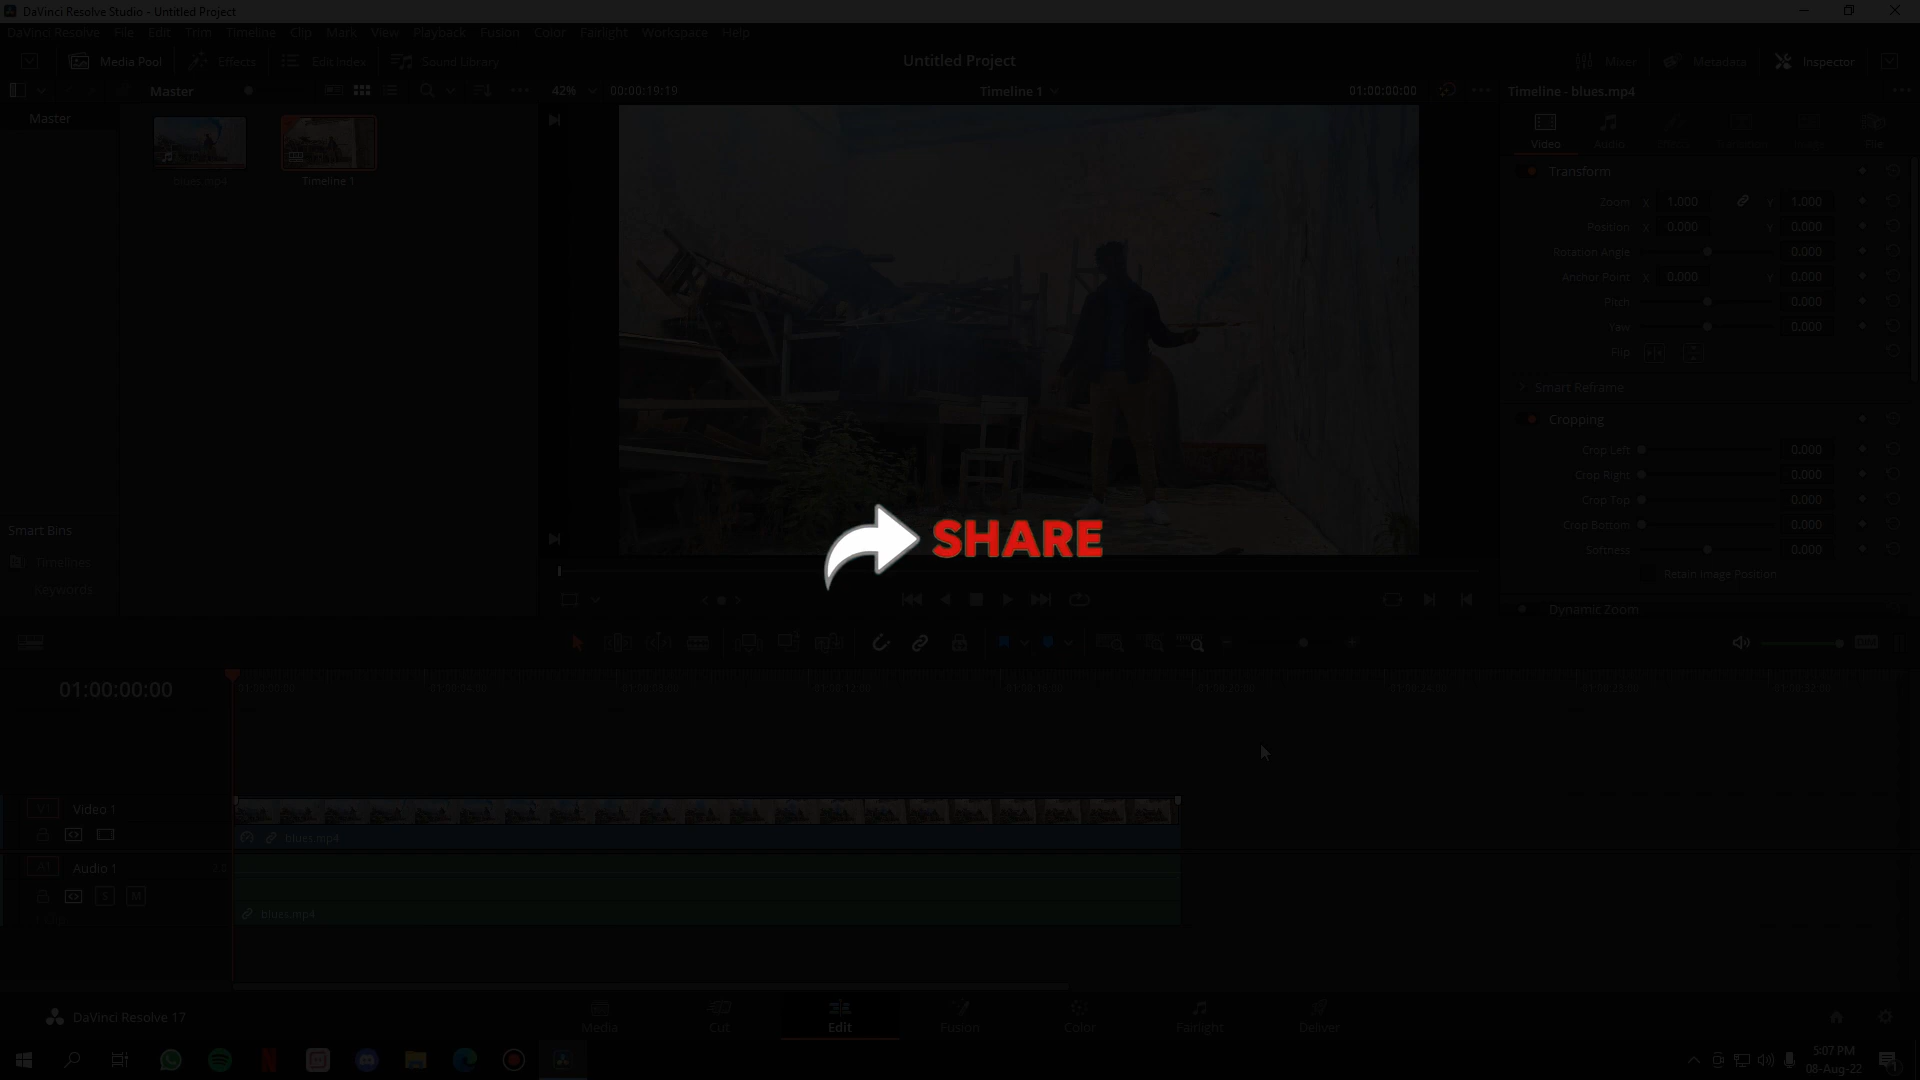 DaVinci Resolve Studio - Untitled Project
DaVinci Resolve File Edit Trim Timeline Clip Mark View Playback Fusion Color Fairlight Workspace Help
Media Pool Effects Edit Index Sound Library Untitled Project Mixer Metadata Inspector
Master 42% 00:00:19:19 Timeline 1 01:00:00:00 Timeline - blues.mp4
Master
blues.mp4 Timeline 1
Video Audio File
Transform
Zoom X 1.000 Y 1.000
Position X 0.000 Y 0.000
Rotation Angle 0.000
Anchor Point X 0.000 Y 0.000
Pitch 0.000
Yaw 0.000
Flip
Smart Reframe
Cropping
Crop Left 0.000
Crop Right 0.000
Crop Top 0.000
Crop Bottom 0.000
Softness 0.000
Retain Image Position
Dynamic Zoom
Smart Bins
Timelines
Keywords
SHARE
01:00:00:00
V1 Video 1
blues.mp4
A1 Audio 1
S M
blues.mp4
DaVinci Resolve 17
Media Cut Edit Fusion Color Fairlight Deliver
5:07 PM
08-Aug-22